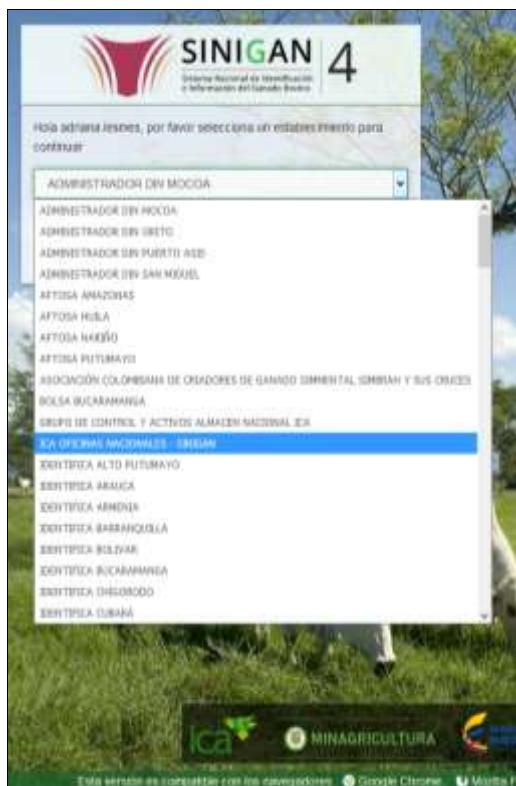 SINIGAN 4
Sistema Nacional de Identificación
e Información del Ganado Bovino
Hola adriana lesmes, por favor selecciona un establecimiento para
continuar
ADMINISTRADOR DIN MOCOA
ADMINISTRADOR DIN MOCOA
ADMINISTRADOR DIN ORITO
ADMINISTRADOR DIN PUERTO ASIS
ADMINISTRADOR DIN SAN MIGUEL
AFTOSA AMAZONAS
AFTOSA HUILA
AFTOSA NARIÑO
AFTOSA PUTUMAYO
ASOCIACIÓN COLOMBIANA DE CRIADORES DE GANADO SIMMENTAL SIMBRAH Y SUS CRUCES
BOLSA BUCARAMANGA
GRUPO DE CONTROL Y ACTIVOS ALMACEN NACIONAL ICA
ICA OFICINAS NACIONALES - SINIGAN
IDENTIFICA ALTO PUTUMAYO
IDENTIFICA ARAUCA
IDENTIFICA ARMENIA
IDENTIFICA BARRANQUILLA
IDENTIFICA BOLIVAR
IDENTIFICA BUCARAMANGA
IDENTIFICA CHIGORODO
IDENTIFICA CUBARÁ
ica MINAGRICULTURA
Esta versión es compatible con los navegadores Google Chrome Mozilla F